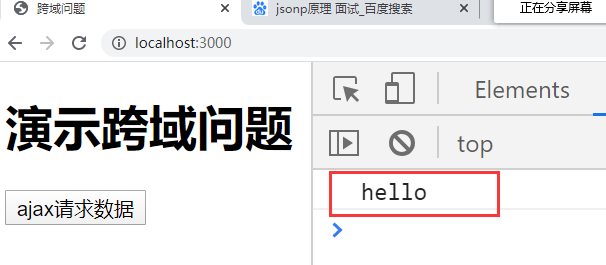 跨域问题
jsonp原理 面试_百度搜索
正在分享屏幕
localhost:3000
演示跨域问题
Elements
top
ajax请求数据
hello